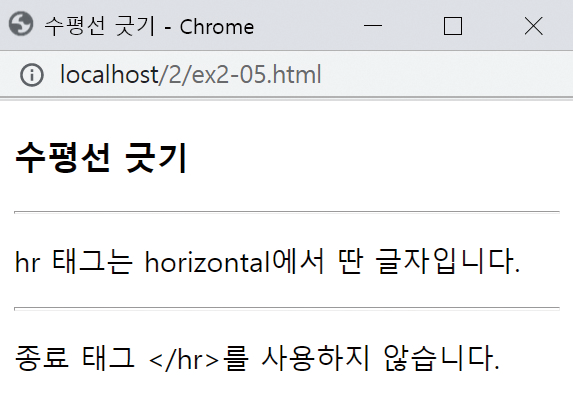 수평선 긋기 - Chrome
localhost/2/ex2-05.html
수평선 긋기
hr 태그는 horizontal에서 딴 글자입니다.
종료 태그 </hr>를 사용하지 않습니다.